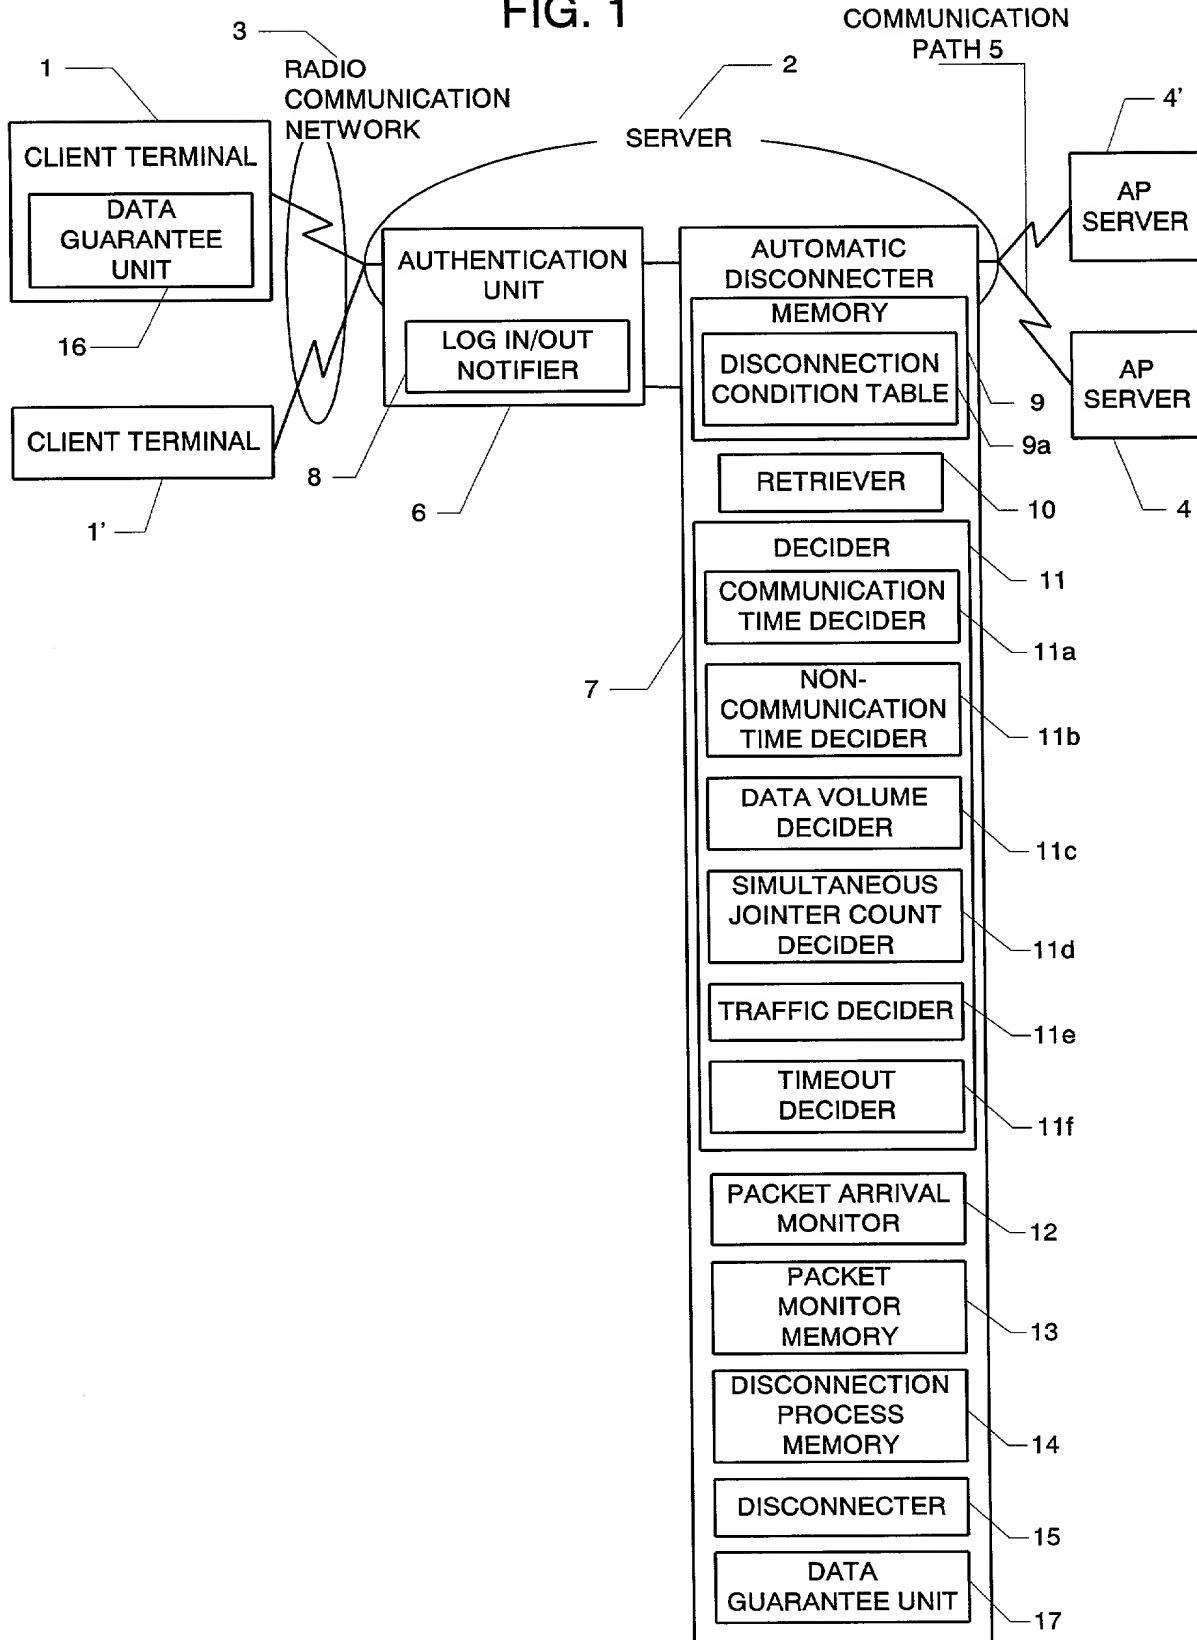 FIG. 1
COMMUNICATION
PATH 5
3
1
RADIO
COMMUNICATION
NETWORK
2
SERVER
4'
CLIENT TERMINAL
DATA
GUARANTEE
UNIT
16
AUTHENTICATION
UNIT
LOG IN/OUT
NOTIFIER
8
6
CLIENT TERMINAL
1'
AP
SERVER
AP
SERVER
4
AUTOMATIC
DISCONNECTER
MEMORY
DISCONNECTION
CONDITION TABLE
9
9a
RETRIEVER
10
DECIDER
11
COMMUNICATION
TIME DECIDER
11a
7
NON-
COMMUNICATION
TIME DECIDER
11b
DATA VOLUME
DECIDER
11c
SIMULTANEOUS
JOINTER COUNT
DECIDER
11d
TRAFFIC DECIDER
11e
TIMEOUT
DECIDER
11f
PACKET ARRIVAL
MONITOR
12
PACKET
MONITOR
MEMORY
13
DISCONNECTION
PROCESS
MEMORY
14
DISCONNECTER
15
DATA
GUARANTEE UNIT
17